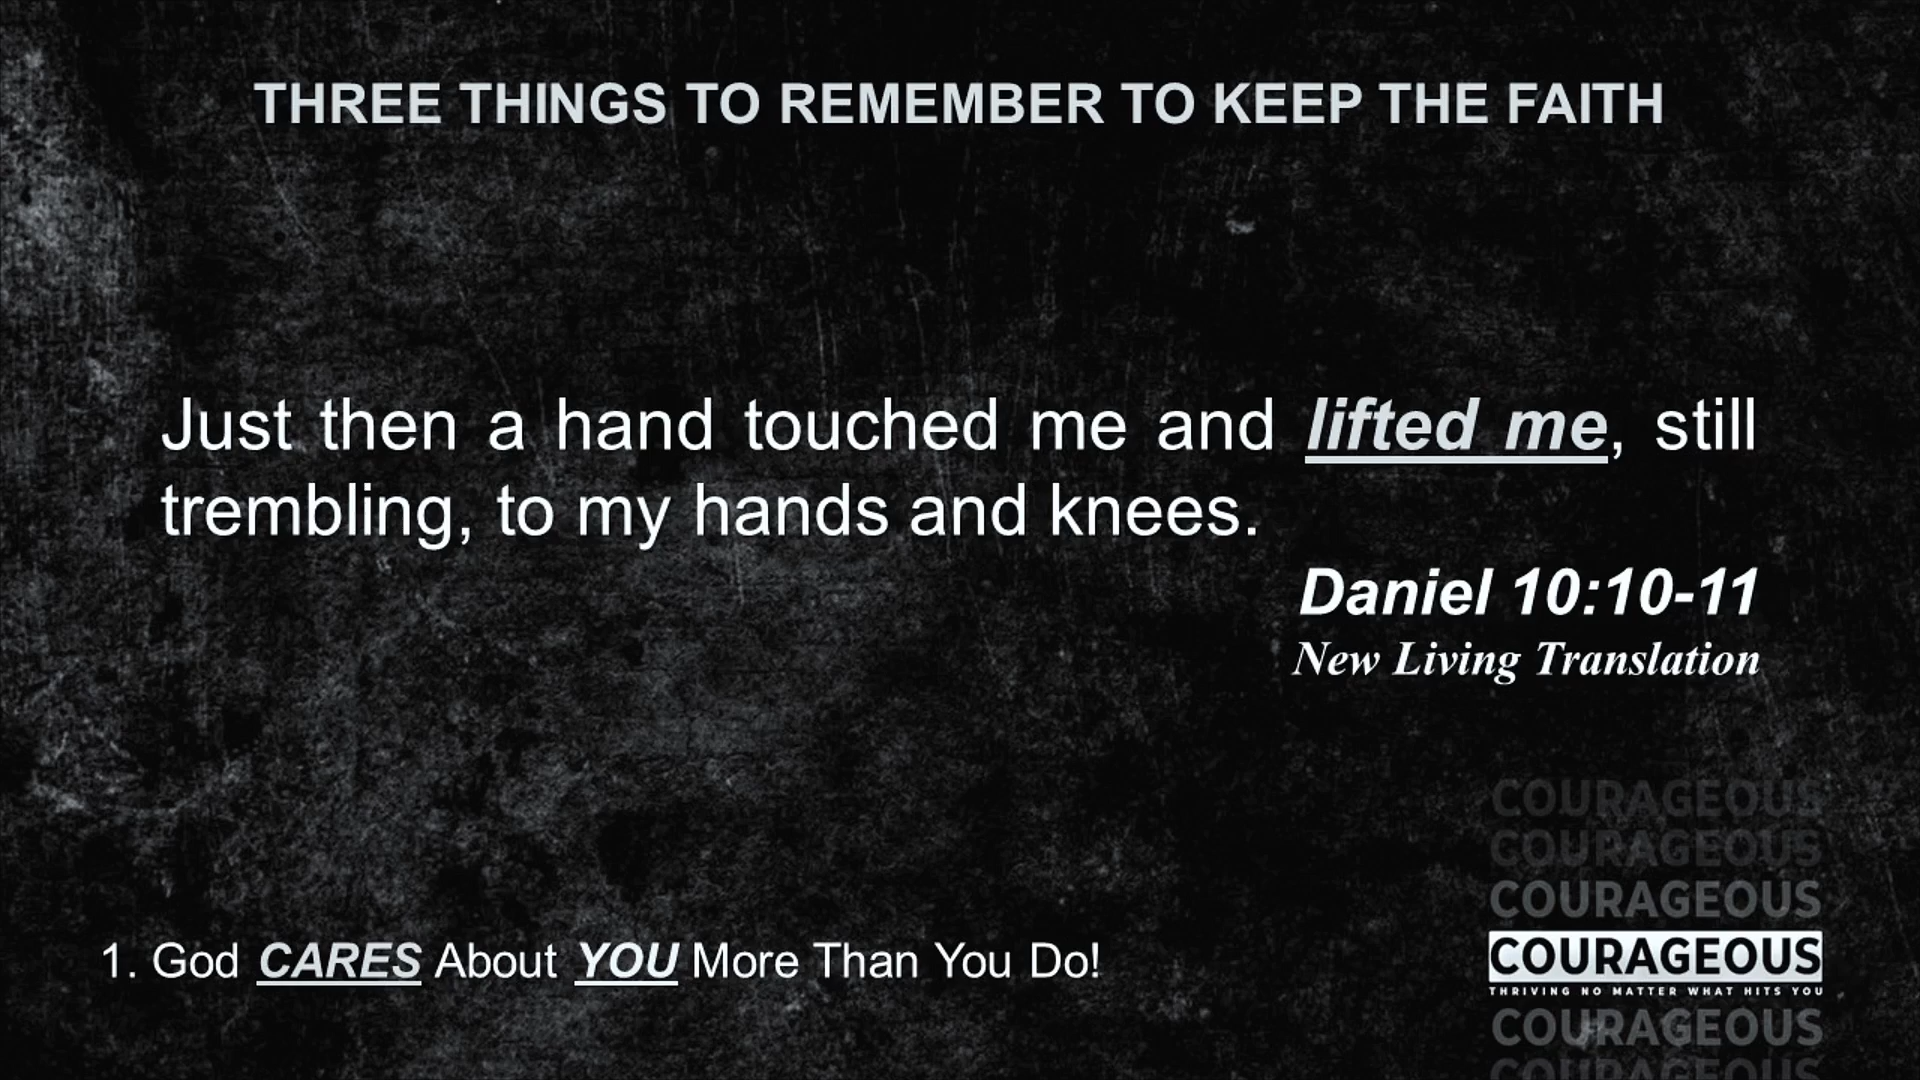 THREE THINGS TO REMEMBER TO KEEP THE FAITH
Just then a hand touched me and lifted me, still
trembling, to my hands and knees.
Daniel 10:10-11
New Living Translation
1. God CARES About YOU More Than You Do!
COURAGEOUS
COURAGEOUS
COURAGEOUS
COURAGEOUS
THRIVING NO MATTER WHAT HITS YOU
COURAGEOUS
COURAGEOUS